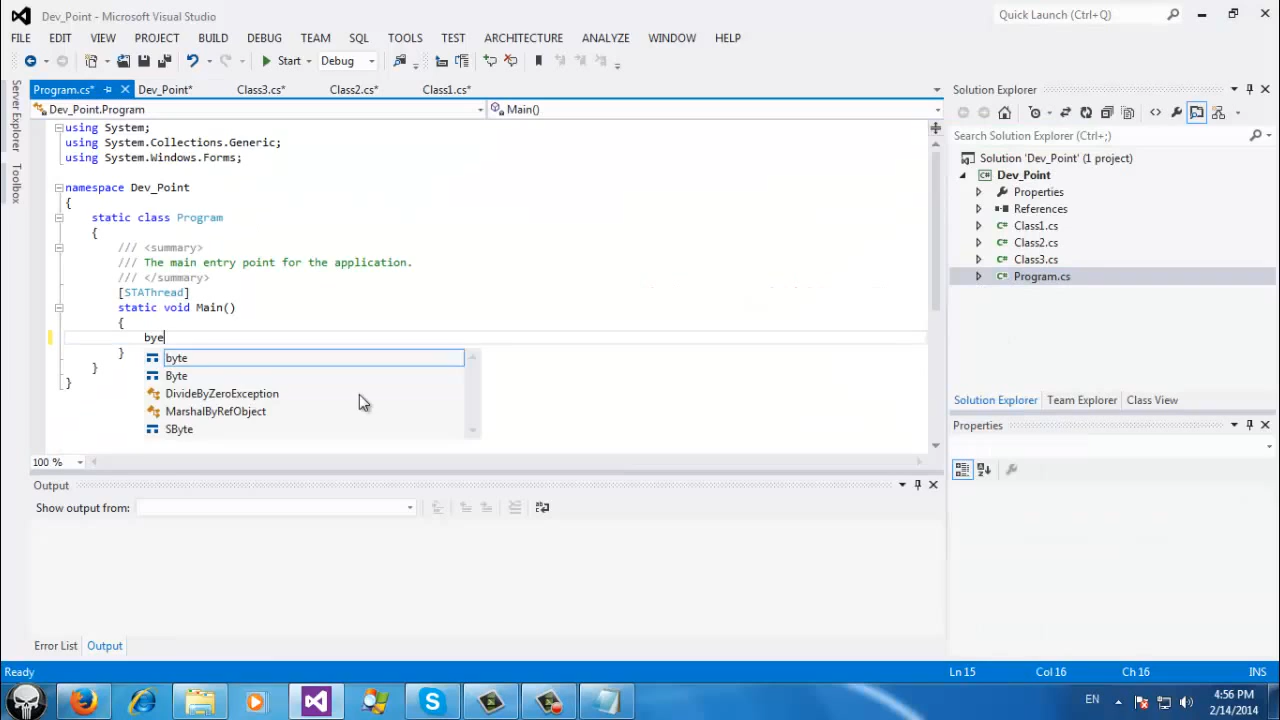 Dev_Point - Microsoft Visual Studio
Quick Launch (Ctrl+Q)
FILE EDIT VIEW PROJECT BUILD DEBUG TEAM SQL TOOLS TEST ARCHITECTURE ANALYZE WINDOW HELP
Start Debug
Server Explorer
Toolbox
Program.cs* Dev_Point* Class3.cs* Class2.cs* Class1.cs*
Dev_Point.Program Main()
using System;
using System.Collections.Generic;
using System.Windows.Forms;
namespace Dev_Point
{
static class Program
{
/// <summary>
/// The main entry point for the application.
/// </summary>
[STAThread]
static void Main()
{
bye
}
}
}
byte
Byte
DivideByZeroException
MarshalByRefObject
SByte
100 %
Output
Show output from:
Error List Output
Solution Explorer
Search Solution Explorer (Ctrl+;)
Solution 'Dev_Point' (1 project)
Dev_Point
Properties
References
Class1.cs
Class2.cs
Class3.cs
Program.cs
Solution Explorer Team Explorer Class View
Properties
Ready Ln 15 Col 16 Ch 16 INS
EN
4:56 PM
2/14/2014